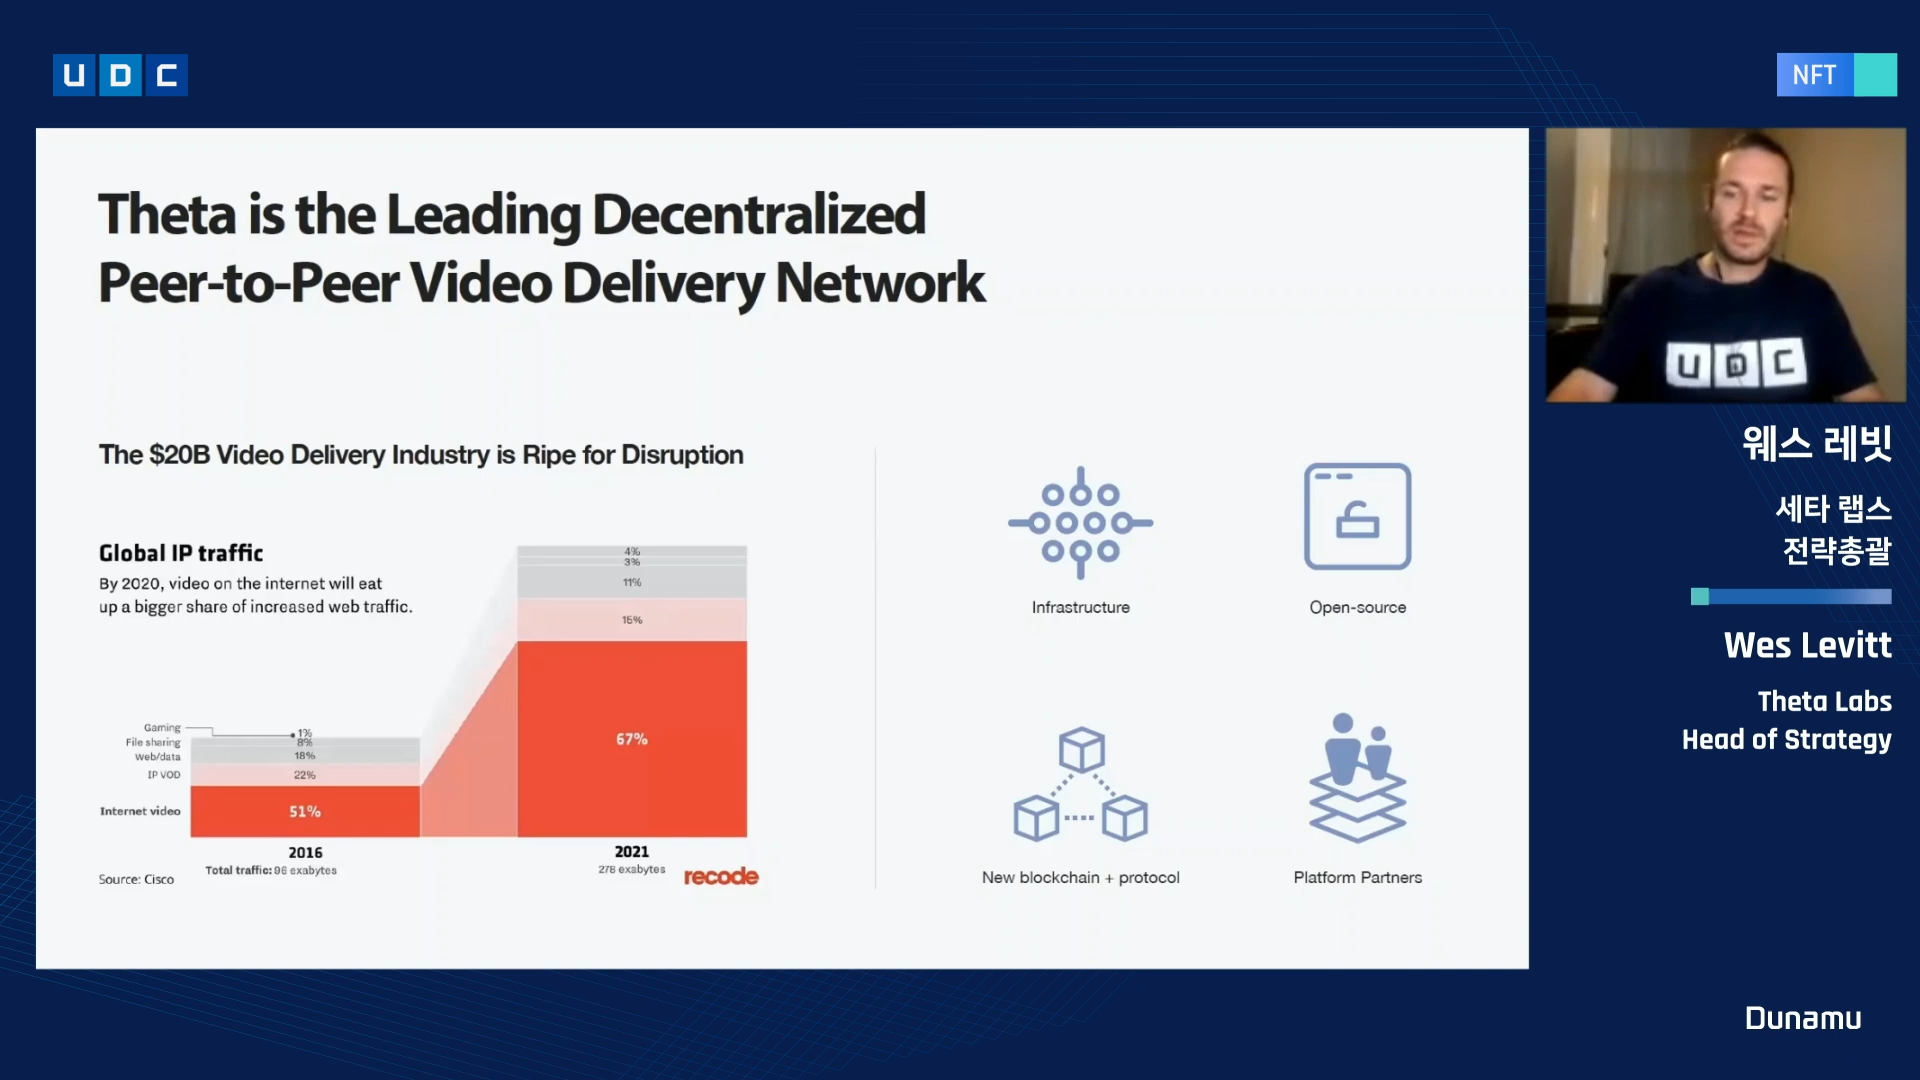 UDC
NFT
Theta is the Leading Decentralized
Peer-to-Peer Video Delivery Network
The $20B Video Delivery Industry is Ripe for Disruption
Global IP traffic
By 2020, video on the internet will eat
up a bigger share of increased web traffic.
4%
3%
11%
15%
67%
Gaming
1%
File sharing
8%
Web/data
18%
IP VOD
22%
Internet video
51%
2016
Total traffic: 96 exabytes
2021
278 exabytes
Source: Cisco
recode
Infrastructure
Open-source
New blockchain + protocol
Platform Partners
UDC
웨스 레빗
세타 랩스
전략총괄
Wes Levitt
Theta Labs
Head of Strategy
Dunamu